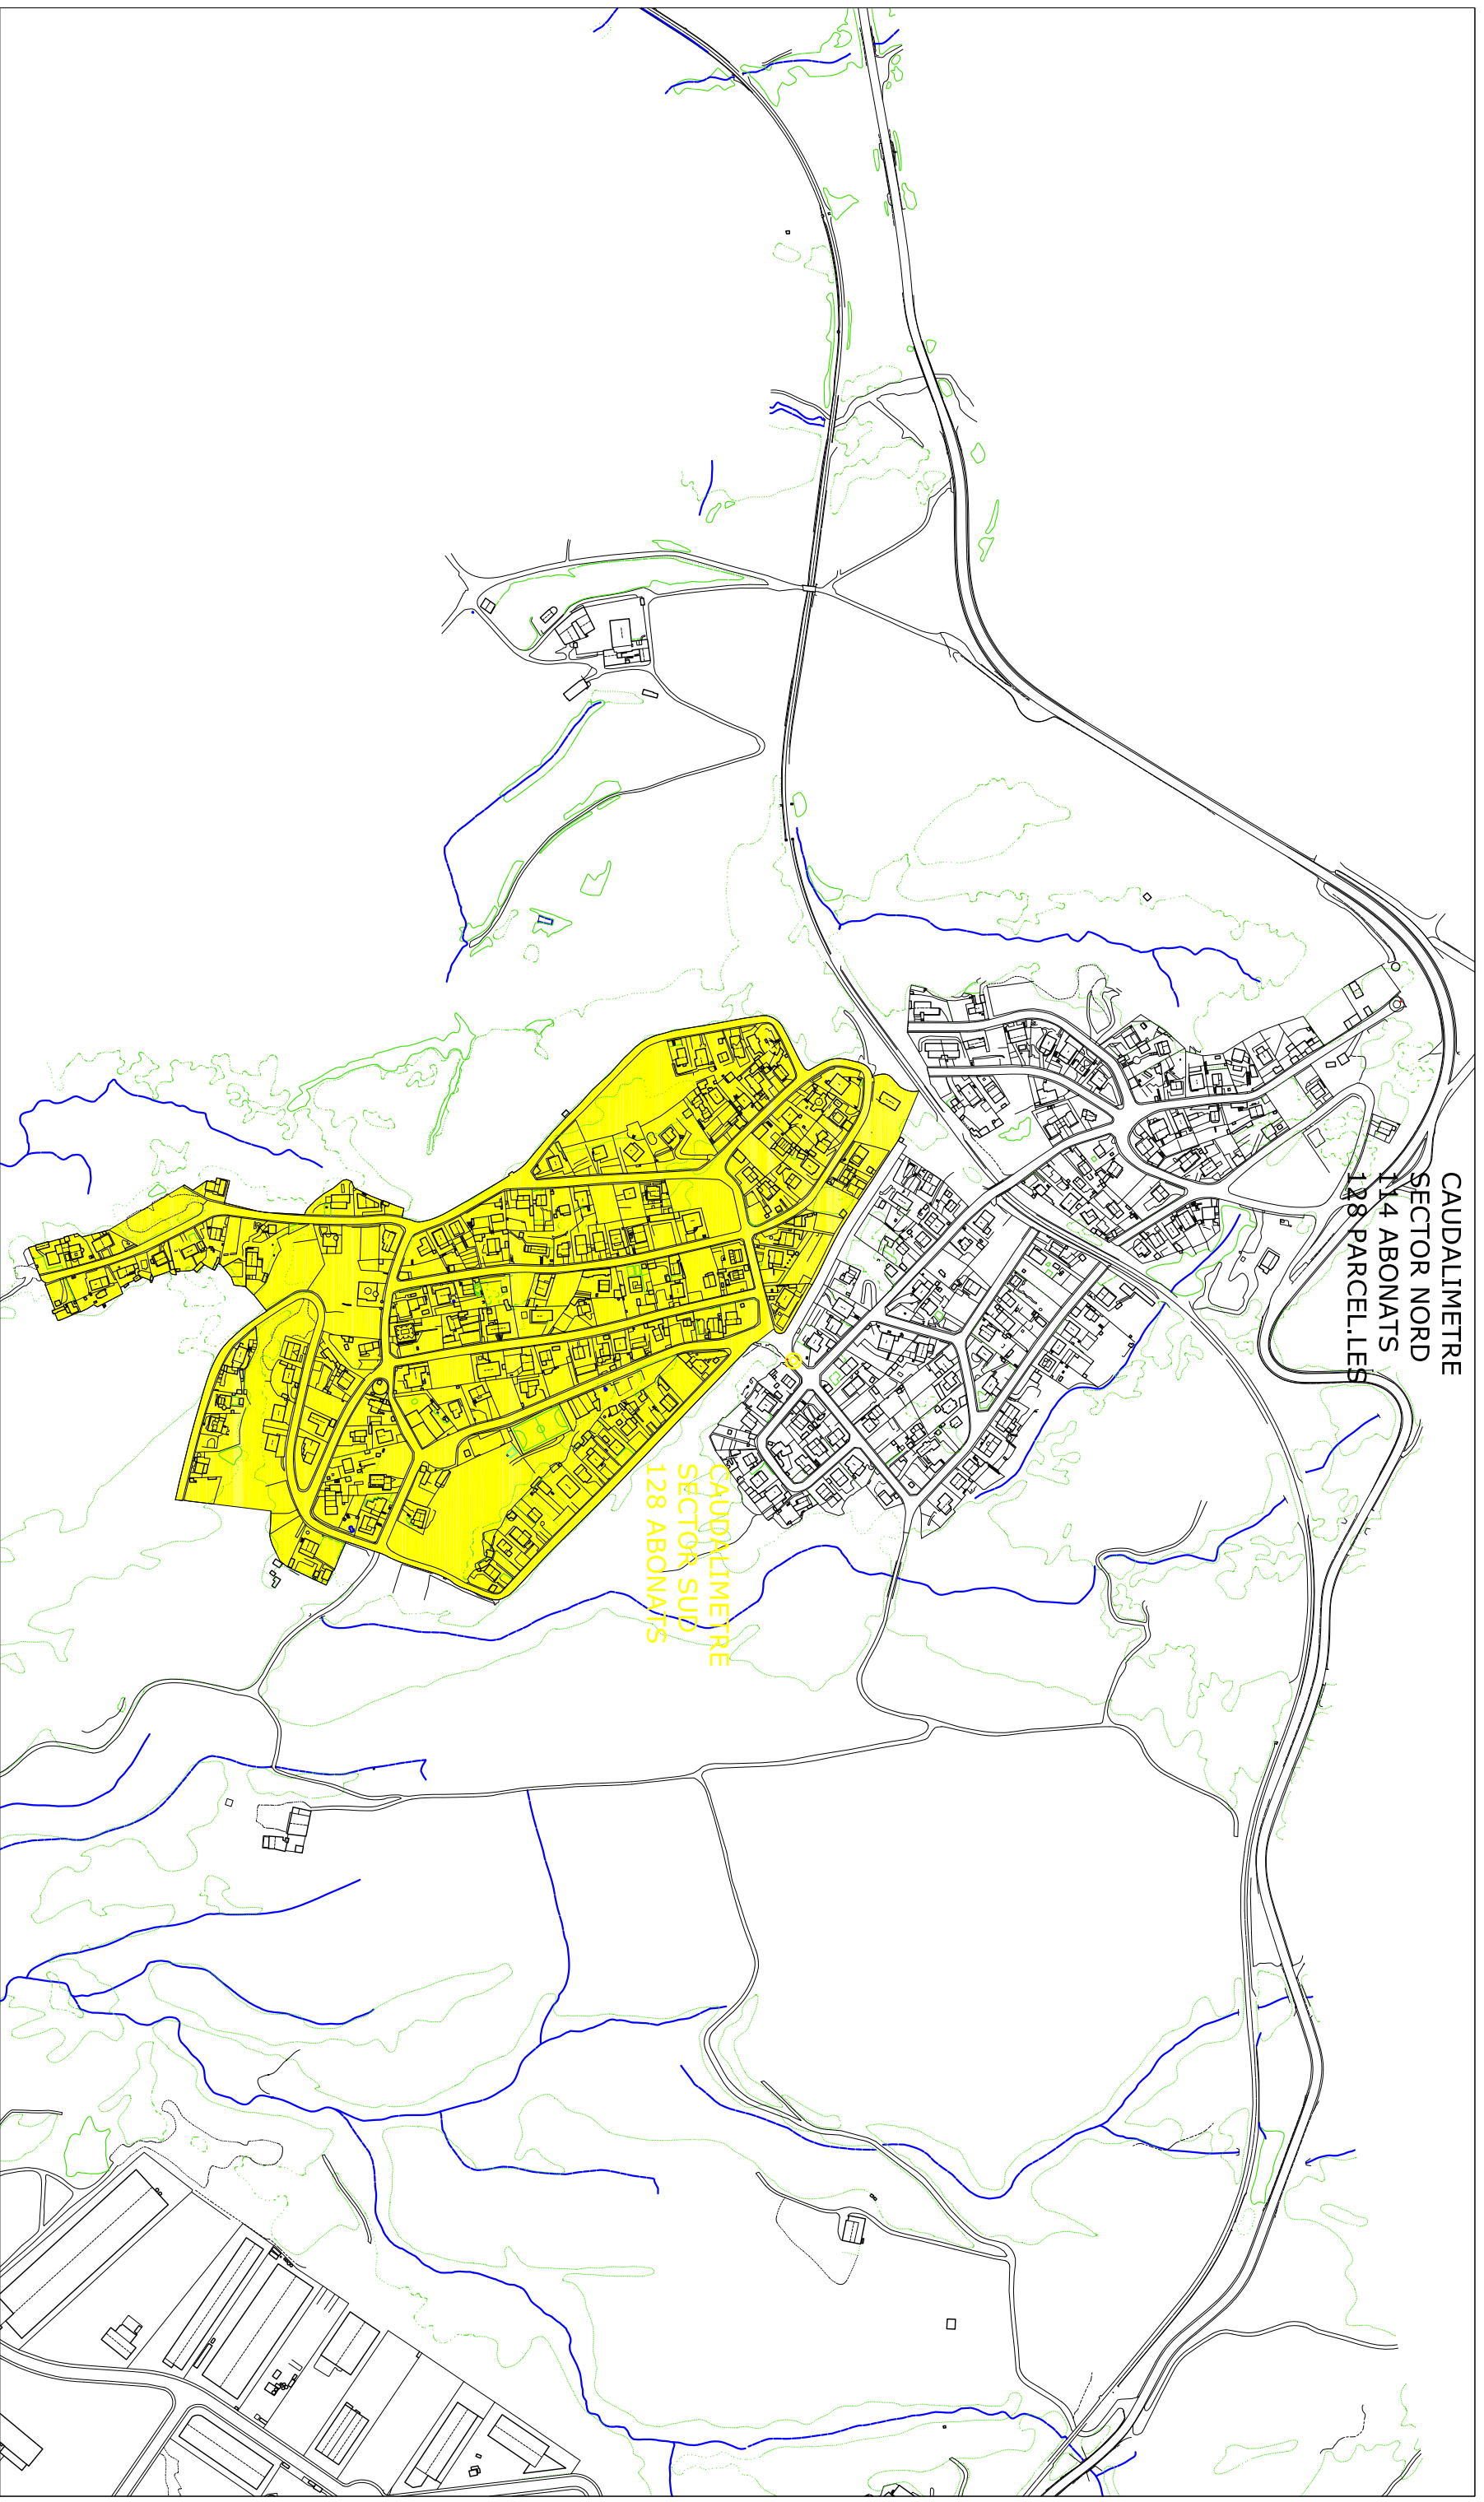 CAUDALIMETRE
SECTOR NORD
114 ABONATS
128 PARCEL.LES
CAUDALIMETRE
SECTOR SUD
128 ABONATS